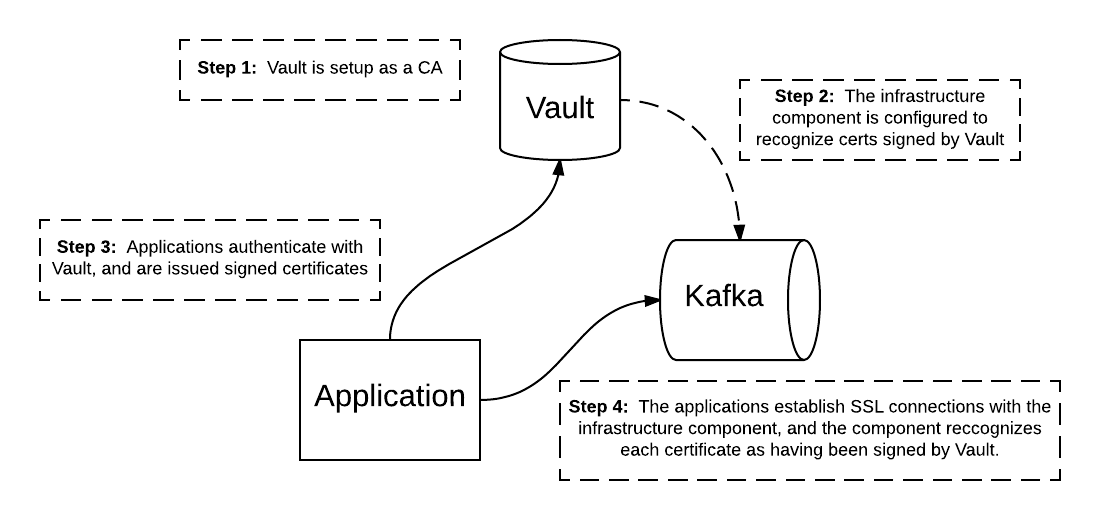 Step 1: Vault is setup as a CA
Vault
Step 2: The infrastructure
component is configured to
recognize certs signed by Vault
Step 3: Applications authenticate with
Vault, and are issued signed certificates
Kafka
Application
Step 4: The applications establish SSL connections with the
infrastructure component, and the component reccognizes
each certificate as having been signed by Vault.